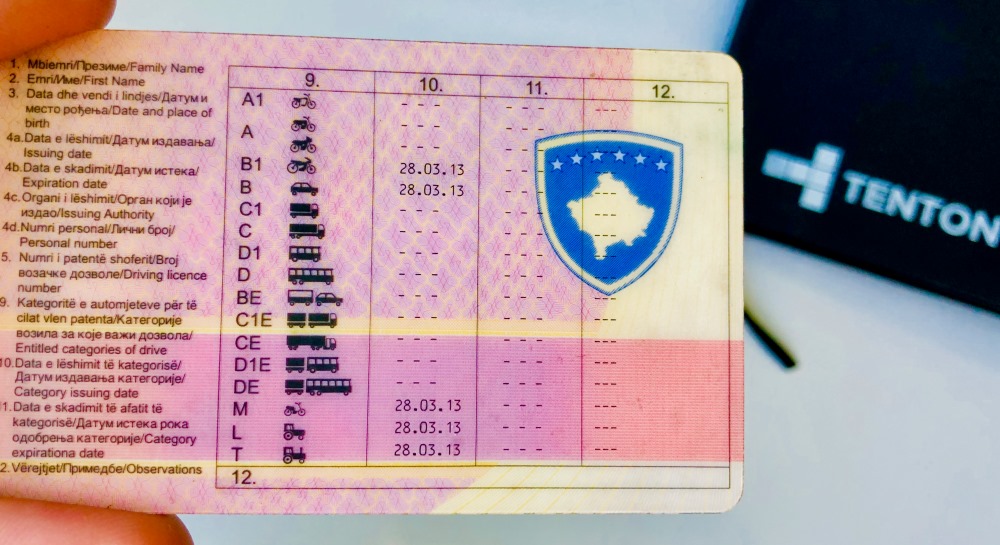 1. Mbiemri/Презиме/Family Name
2. Emri/Име/First Name
3. Data dhe vendi i lindjes/Датум и
место рођења/Date and place of
birth
4a.Data e lëshimit/Датум издавања/
Issuing date
4b.Data e skadimit/Датум истека/
Expiration date
4c.Organi i lëshimit/Орган који је
издао/Issuing Authority
4d.Numri personal/Лични број/
Personal number
5. Numri i patentë shoferit/Број
возачке дозволе/Driving licence
number
9. Kategoritë e automjeteve për të
cilat vlen patenta/Категорије
возила за које важи дозвола/
Entitled categories of drive
10.Data e lëshimit të kategorisë/
Датум издавања категорије/
Category issuing date
1.Data e skadimit të afatit të
kategorisë/Датум истека рока
одобрења категорије/Category
expirationa date
2.Vërejtjet/Примедбе/Observations
9. 10. 11. 12.
A1 - - - - - - ---
A - - - - - - ---
B1 28.03.13 - - - ---
B 28.03.13 - - - ---
C1 - - - - - - ---
C - - - - - - ---
D1 - - - - - - ---
D - - - - - - ---
BE - - - - - - ---
C1E - - - - - - ---
CE - - - - - - ---
D1E - - - - - - ---
DE - - - - - - ---
M 28.03.13 - - - ---
L 28.03.13 - - - ---
T 28.03.13 - - - ---
12.
TENTON